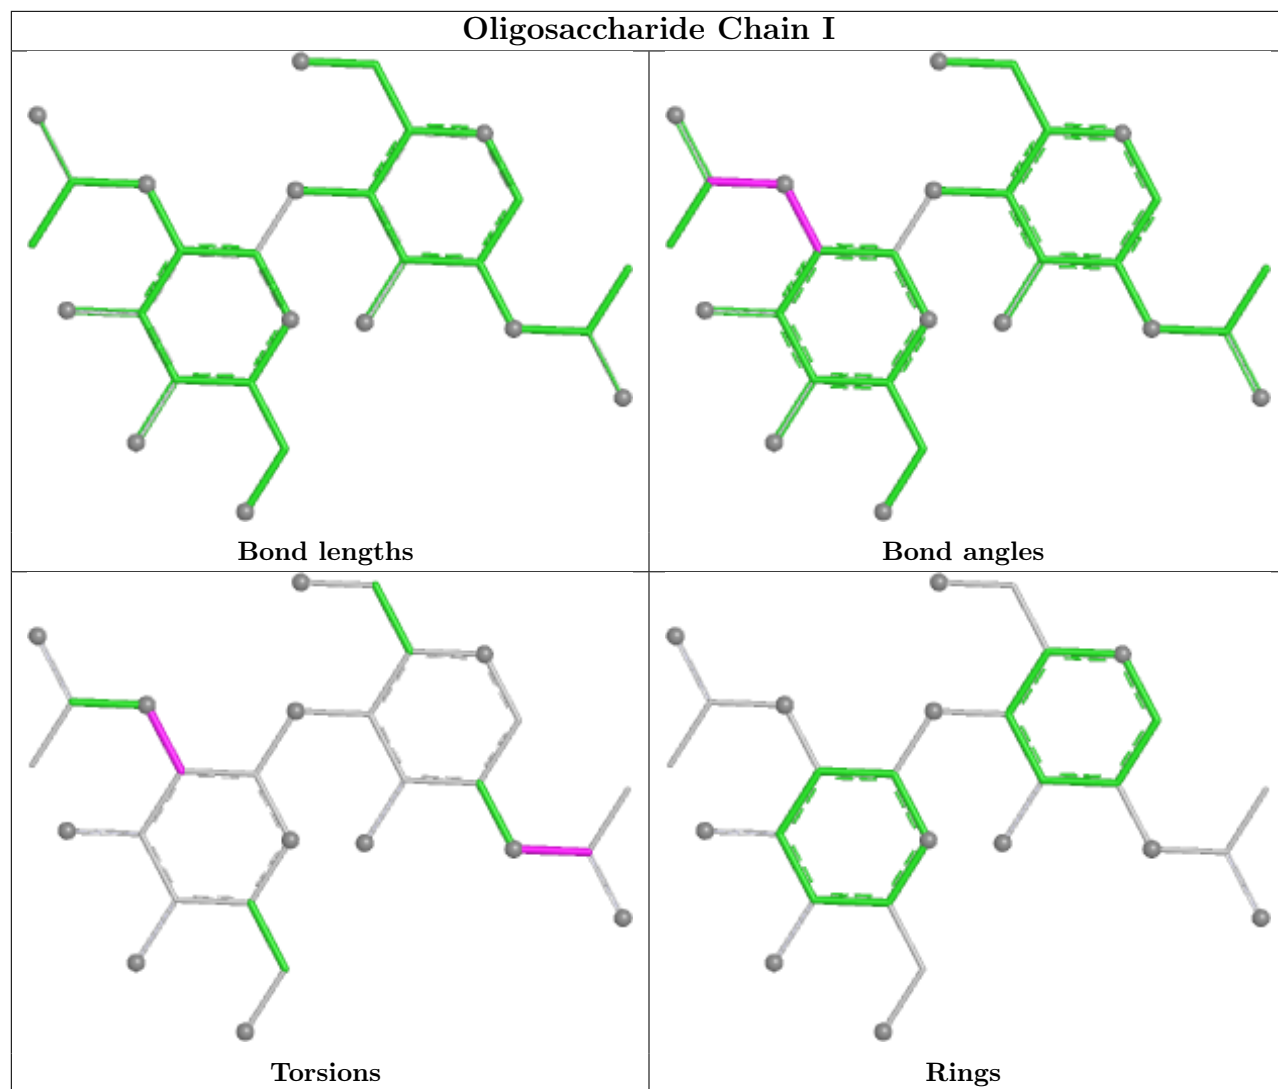 Oligosaccharide Chain I
Bond lengths
Bond angles
Torsions
Rings